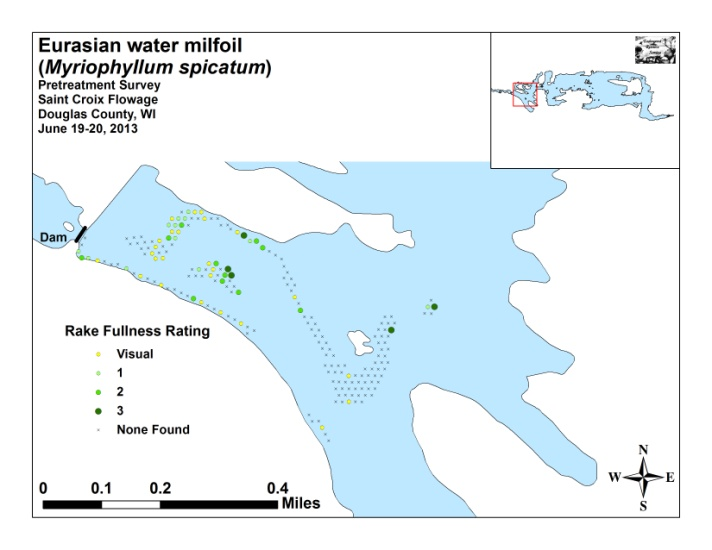 Eurasian water milfoil
(Myriophyllum spicatum)
Pretreatment Survey
Saint Croix Flowage
Douglas County, WI
June 19-20, 2013
Dam
Rake Fullness Rating
Visual
1
2
3
None Found
0 0.1 0.2 0.4
Miles
N
W E
S